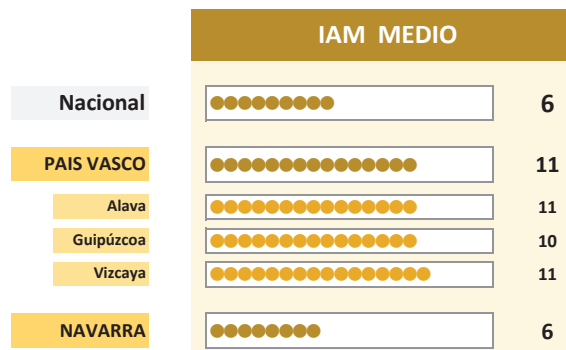 IAM MEDIO
Nacional 6
PAIS VASCO 11
Alava 11
Guipúzcoa 10
Vizcaya 11
NAVARRA 6